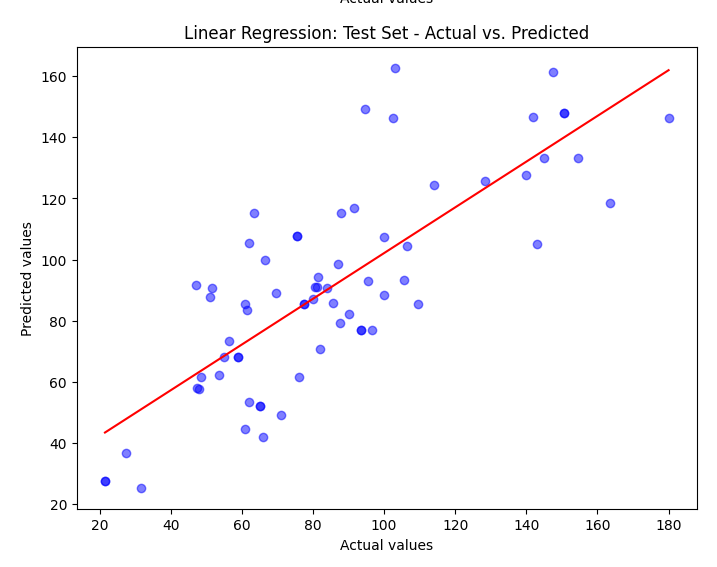 Actual values
Linear Regression: Test Set - Actual vs. Predicted
160
140
120
100
80
60
40
20
Predicted values
20 40 60 80 100 120 140 160 180
Actual values